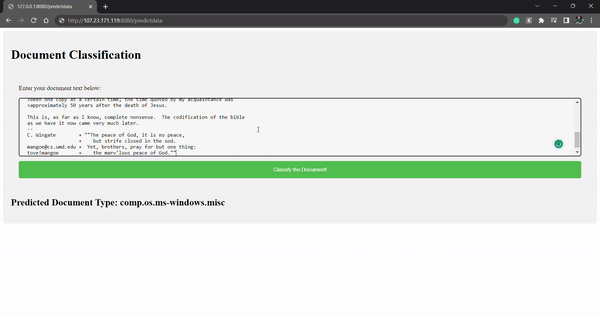 127.0.0.1:8080/predictdata
http://107.23.171.119:8080/predictdata
Document Classification
Enter your document text below:
>been one copy at a certain time, the time quoted by my acquaintance was
>approximately 50 years after the death of Jesus.
This is, as far as I know, complete nonsense. The codification of the bible
as we have it now came very much later.
--
C. Wingate + ""The peace of God, it is no peace,
+ but strife closed in the sod.
mangoe@cs.umd.edu + Yet, brothers, pray for but one thing:
tove!mangoe + the marv'lous peace of God.""
Classify the Document!
Predicted Document Type: comp.os.ms-windows.misc